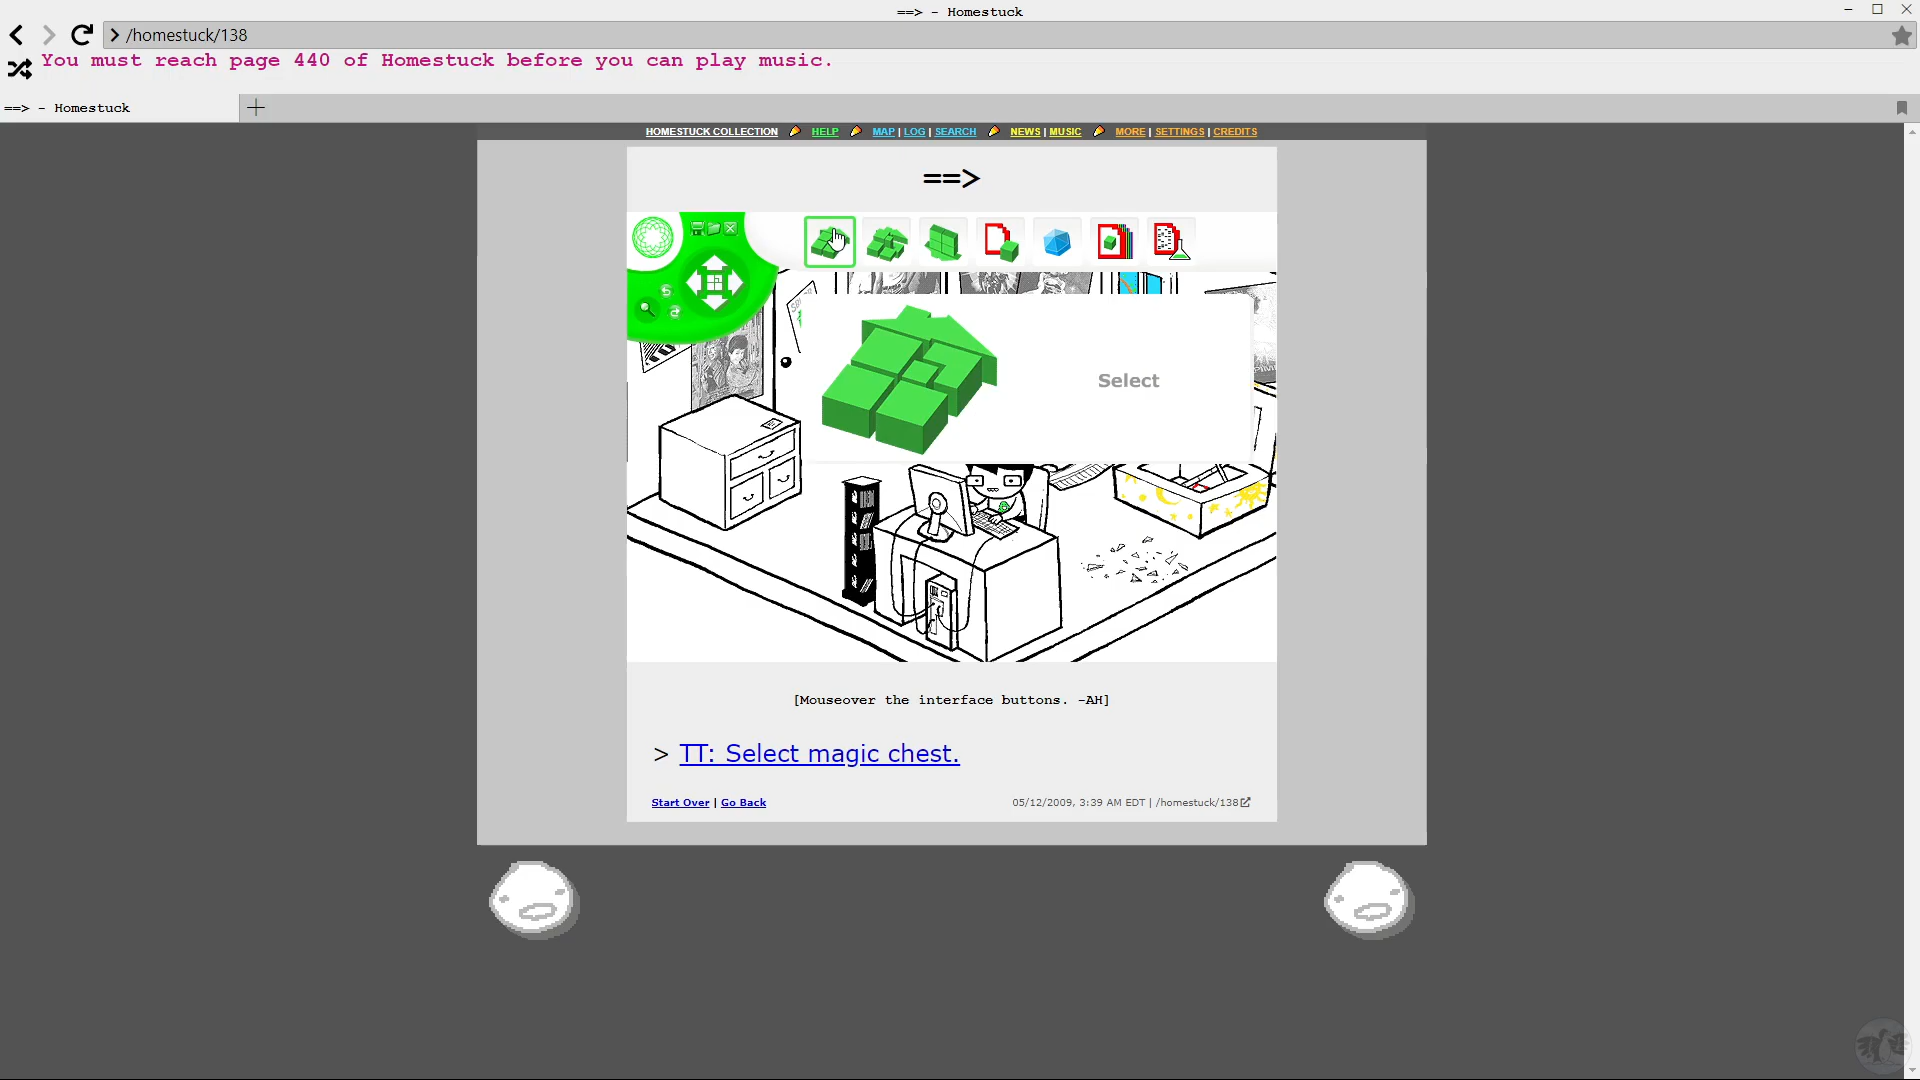 ==> - Homestuck
/homestuck/138
You must reach page 440 of Homestuck before you can play music.
==> - Homestuck
HOMESTUCK COLLECTION HELP MAP | LOG | SEARCH NEWS | MUSIC MORE | SETTINGS | CREDITS
==>
Select
[Mouseover the interface buttons. -AH]
> TT: Select magic chest.
Start Over | Go Back 05/12/2009, 3:39 AM EDT | /homestuck/138